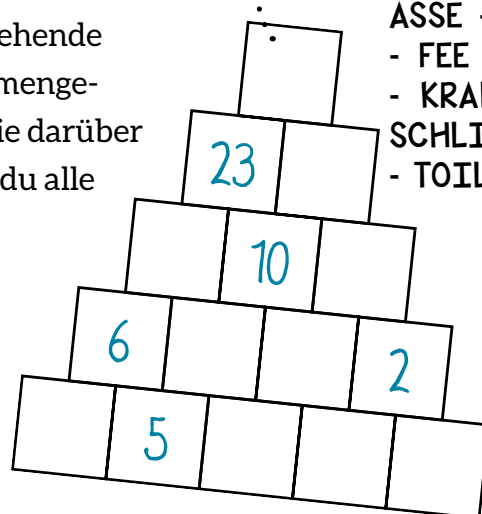 ehende
menge-
ie darüber
du alle
ASSE -
- FEE
- KRA
SCHLI
- TOIL
23
10
6
2
5